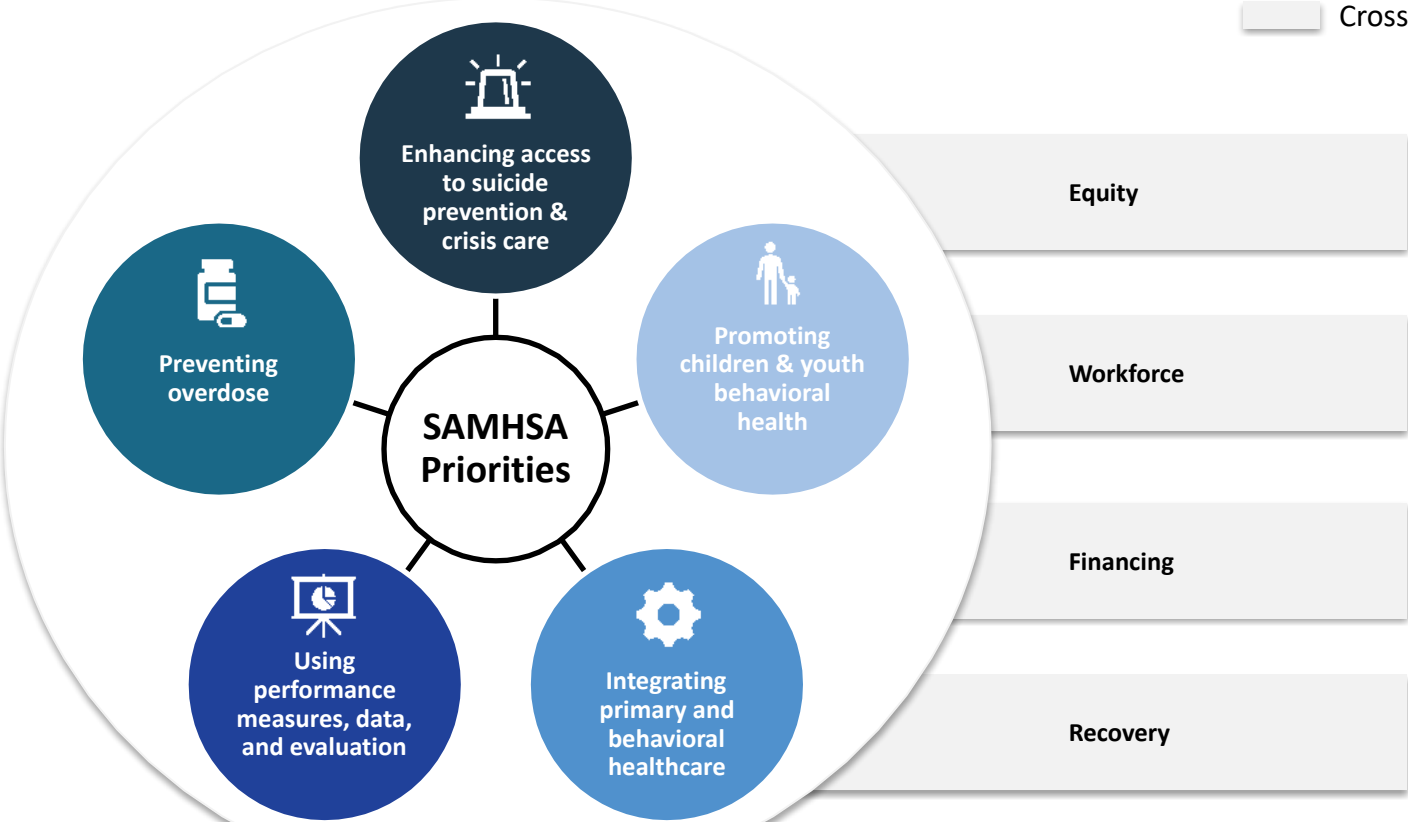 Cross
Enhancing access
to suicide
prevention &
crisis care
Equity
Preventing
overdose
Promoting
children & youth
behavioral
health
Workforce
SAMHSA
Priorities
Financing
Using
performance
measures, data,
and evaluation
Integrating
primary and
behavioral
healthcare
Recovery